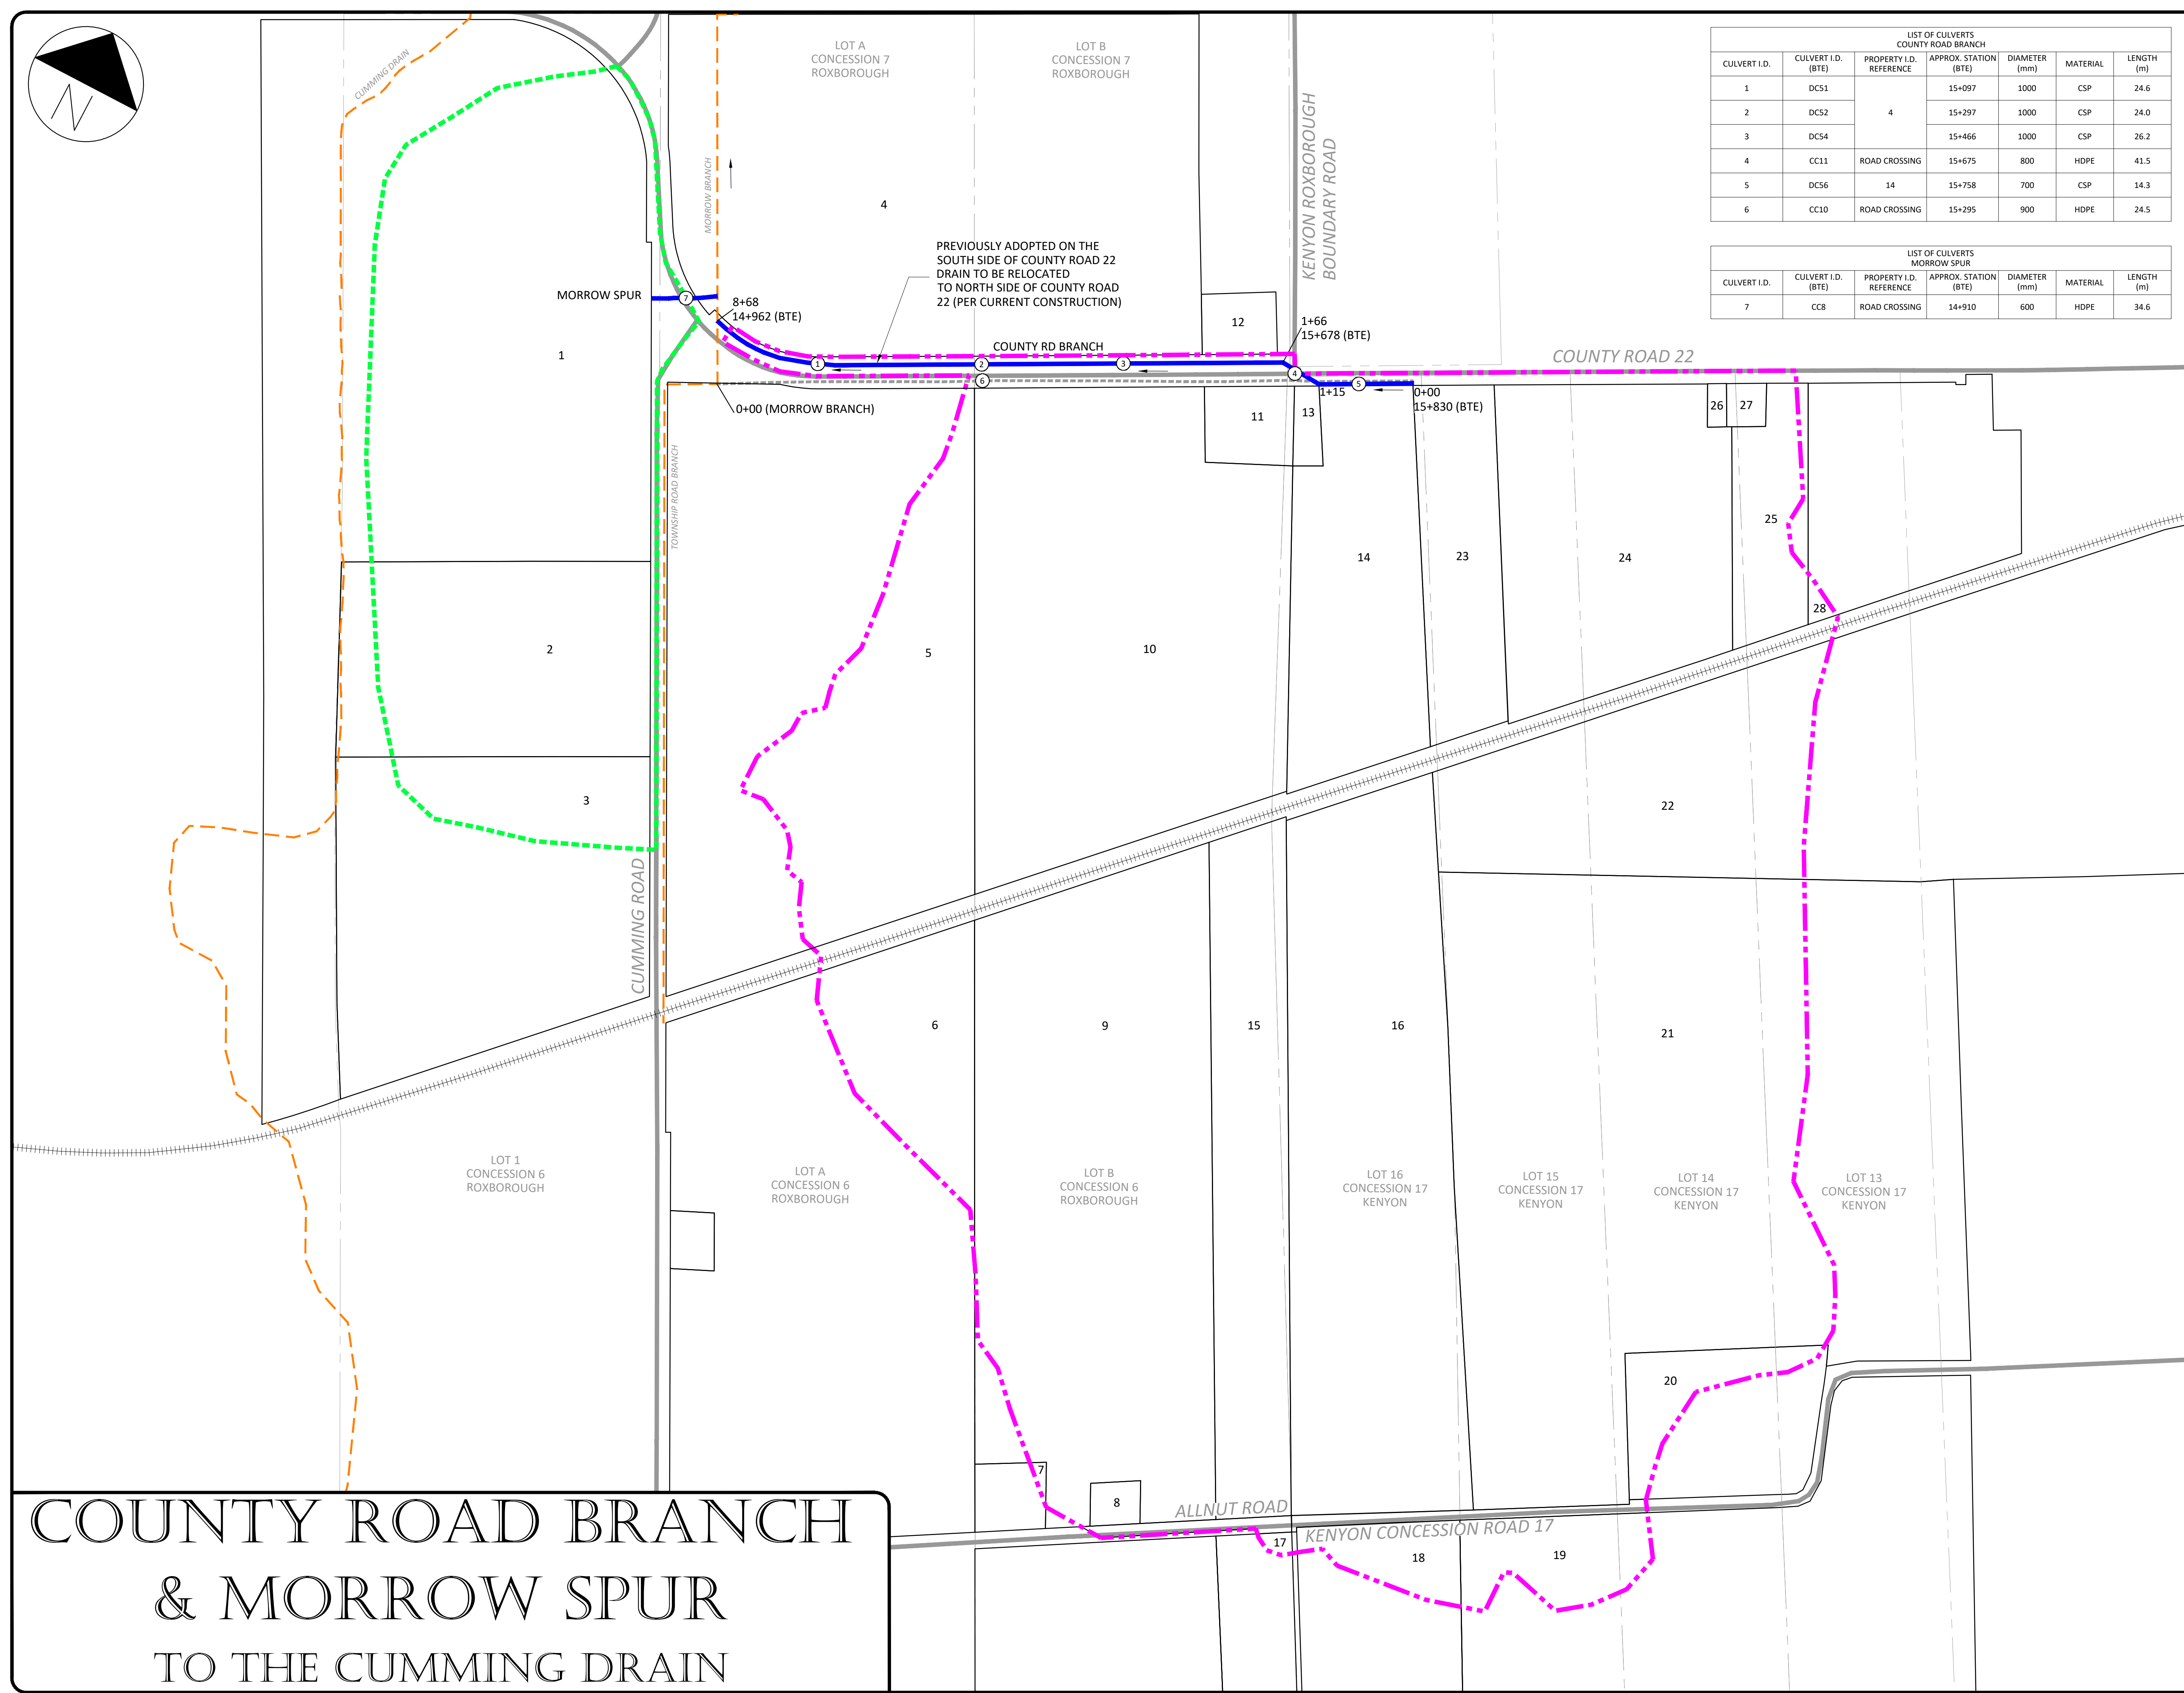 N
CUMMING DRAIN
LOT A
CONCESSION 7
ROXBOROUGH
LOT B
CONCESSION 7
ROXBOROUGH
KENYON ROXBOROUGH
BOUNDARY ROAD
LIST OF CULVERTS
COUNTY ROAD BRANCH
CULVERT I.D. CULVERT I.D. (BTE) PROPERTY I.D. REFERENCE APPROX. STATION (BTE) DIAMETER (mm) MATERIAL LENGTH (m)
1 DC51 15+097 1000 CSP 24.6
2 DC52 4 15+297 1000 CSP 24.0
3 DC54 15+466 1000 CSP 26.2
4 CC11 ROAD CROSSING 15+675 800 HDPE 41.5
5 DC56 14 15+758 700 CSP 14.3
6 CC10 ROAD CROSSING 15+295 900 HDPE 24.5
LIST OF CULVERTS
MORROW SPUR
CULVERT I.D. CULVERT I.D. (BTE) PROPERTY I.D. REFERENCE APPROX. STATION (BTE) DIAMETER (mm) MATERIAL LENGTH (m)
7 CC8 ROAD CROSSING 14+910 600 HDPE 34.6
MORROW BRANCH
4
PREVIOUSLY ADOPTED ON THE
SOUTH SIDE OF COUNTY ROAD 22
DRAIN TO BE RELOCATED
TO NORTH SIDE OF COUNTY ROAD
22 (PER CURRENT CONSTRUCTION)
MORROW SPUR
7
8+68
14+962 (BTE)
12
1+66
15+678 (BTE)
COUNTY RD BRANCH
COUNTY ROAD 22
1
1
2
3
4
6
5
1+15
0+00
15+830 (BTE)
0+00 (MORROW BRANCH)
11
13
26
27
TOWNSHIP ROAD BRANCH
25
14
23
24
28
2
5
10
3
22
CUMMING ROAD
6
9
15
16
21
LOT 1
CONCESSION 6
ROXBOROUGH
LOT A
CONCESSION 6
ROXBOROUGH
LOT B
CONCESSION 6
ROXBOROUGH
LOT 16
CONCESSION 17
KENYON
LOT 15
CONCESSION 17
KENYON
LOT 14
CONCESSION 17
KENYON
LOT 13
CONCESSION 17
KENYON
20
7
8
ALLNUT ROAD
KENYON CONCESSION ROAD 17
17
18
19
COUNTY ROAD BRANCH
& MORROW SPUR
TO THE CUMMING DRAIN